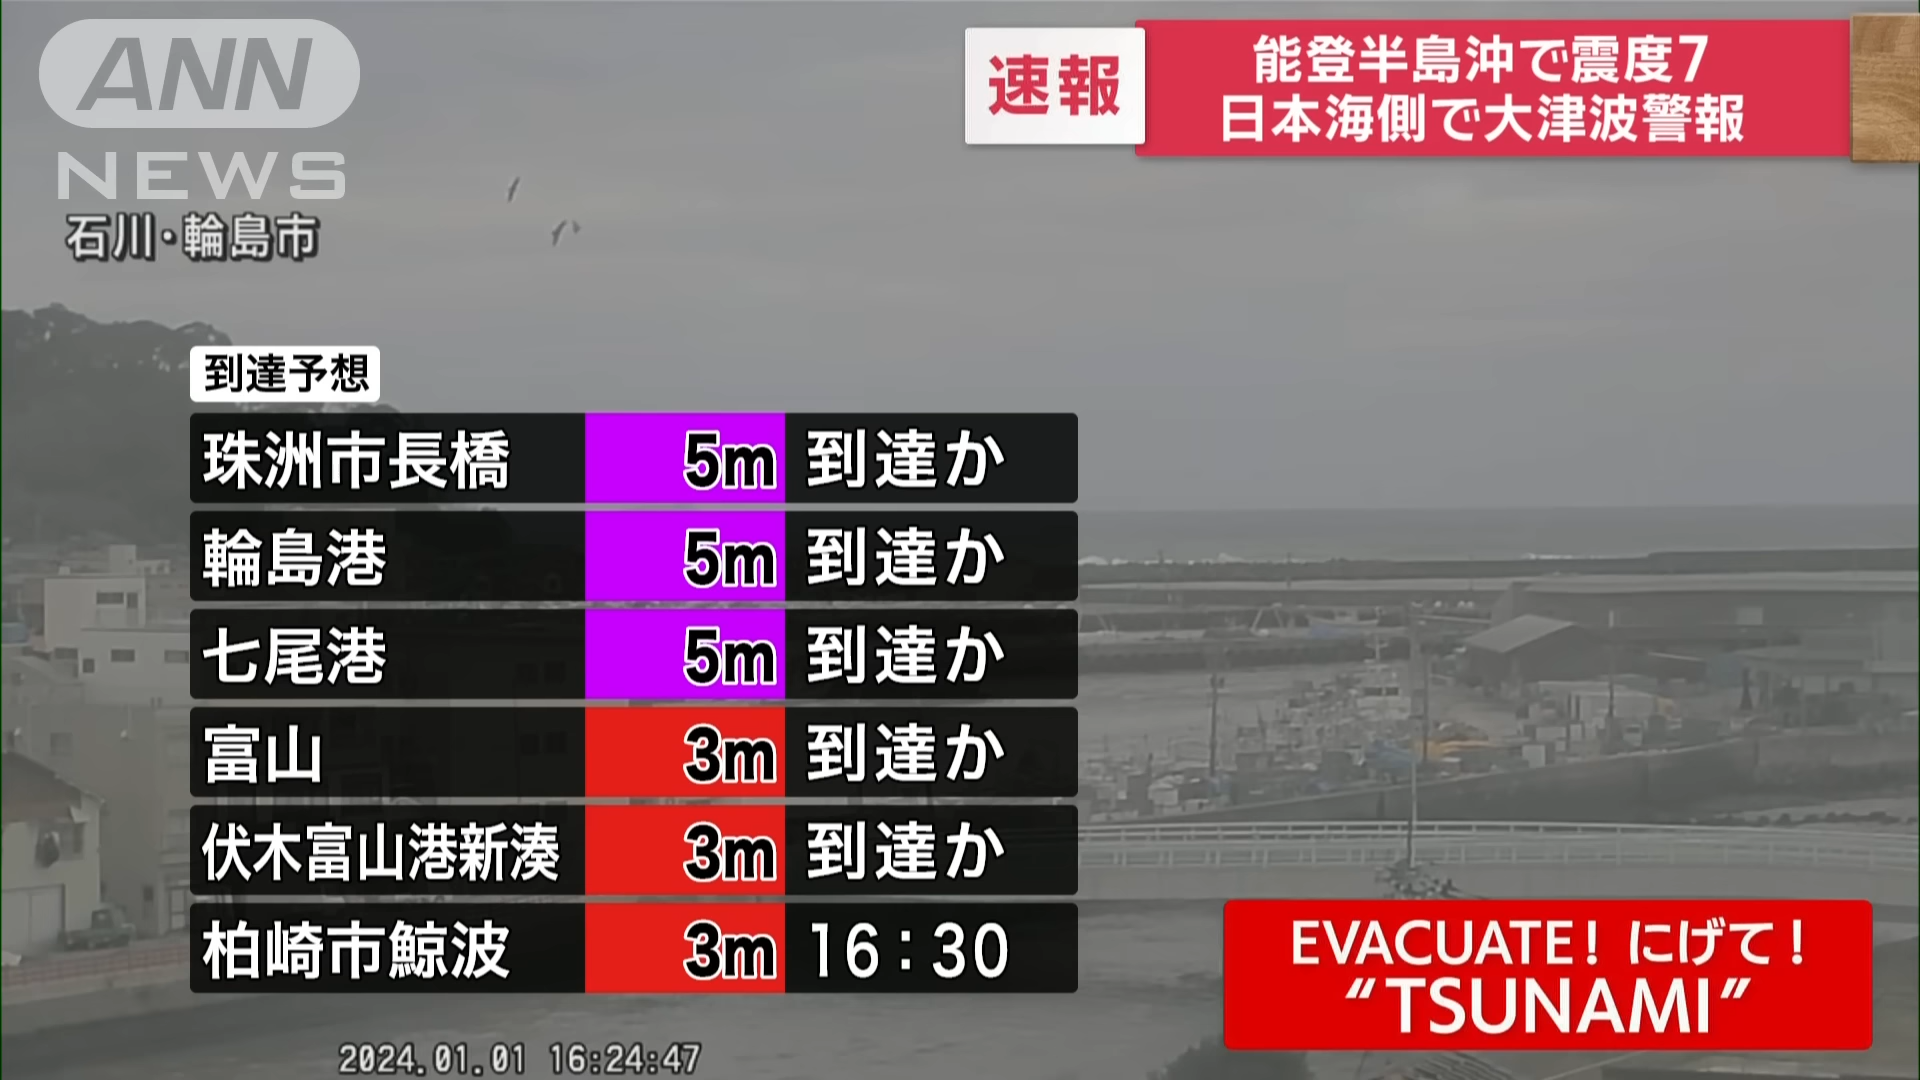 ANN
NEWS
石川・輪島市
速報
能登半島沖で震度7
日本海側で大津波警報
到達予想
珠洲市長橋 5m 到達か
輪島港 5m 到達か
七尾港 5m 到達か
富山 3m 到達か
伏木富山港新湊 3m 到達か
柏崎市鯨波 3m 16:30
EVACUATE! にげて!
“TSUNAMI”
2024.01.01 16:24:47